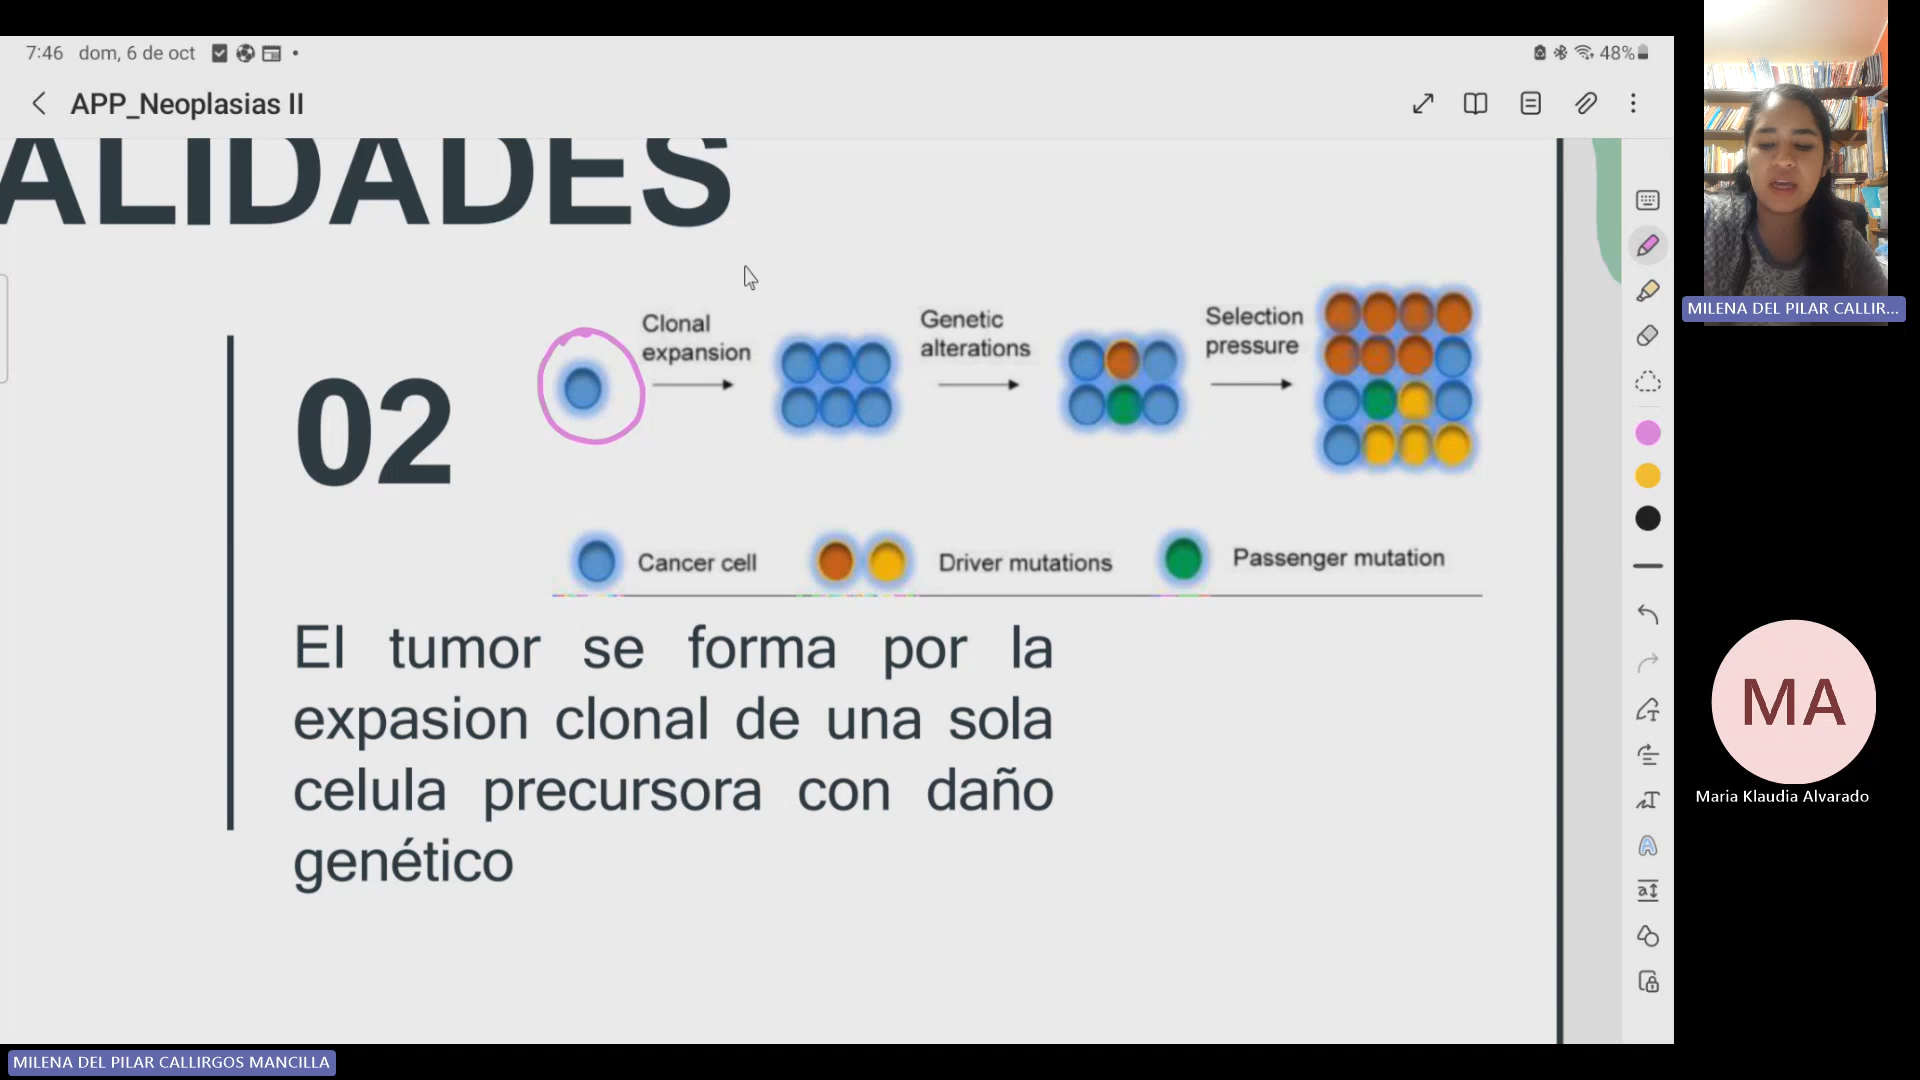 7:46 dom, 6 de oct
48%
APP_Neoplasias II
ALIDADES
MILENA DEL PILAR CALLIR...
02
Clonal
expansion
Genetic
alterations
Selection
pressure
Cancer cell
Driver mutations
Passenger mutation
El tumor se forma por la
expasion clonal de una sola
celula precursora con daño
genético
MA
Maria Klaudia Alvarado
MILENA DEL PILAR CALLIRGOS MANCILLA